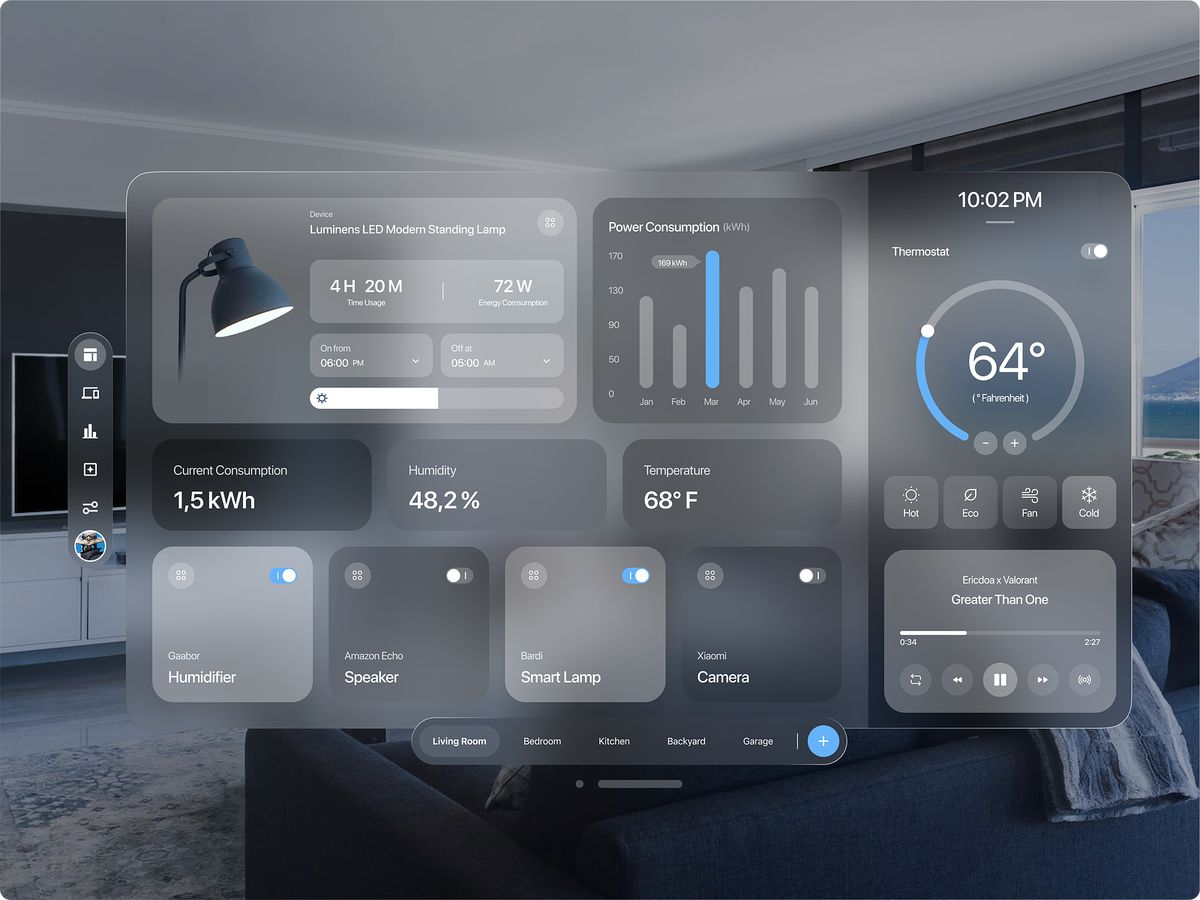 Device
Luminens LED Modern Standing Lamp
4 H 20 M
Time Usage
72 W
Energy Comsumption
On from
06:00 PM
Off at
05:00 AM
Power Consumption (kWh)
170
130
90
50
0
169 kWh
Jan Feb Mar Apr May Jun
10:02 PM
Thermostat
64°
( ° Fahrenheit )
Hot Eco Fan Cold
Current Consumption
1,5 kWh
Humidity
48,2 %
Temperature
68° F
Gaabor
Humidifier
Amazon Echo
Speaker
Bardi
Smart Lamp
Xiaomi
Camera
Ericdoa x Valorant
Greater Than One
0:34 2:27
Living Room Bedroom Kitchen Backyard Garage